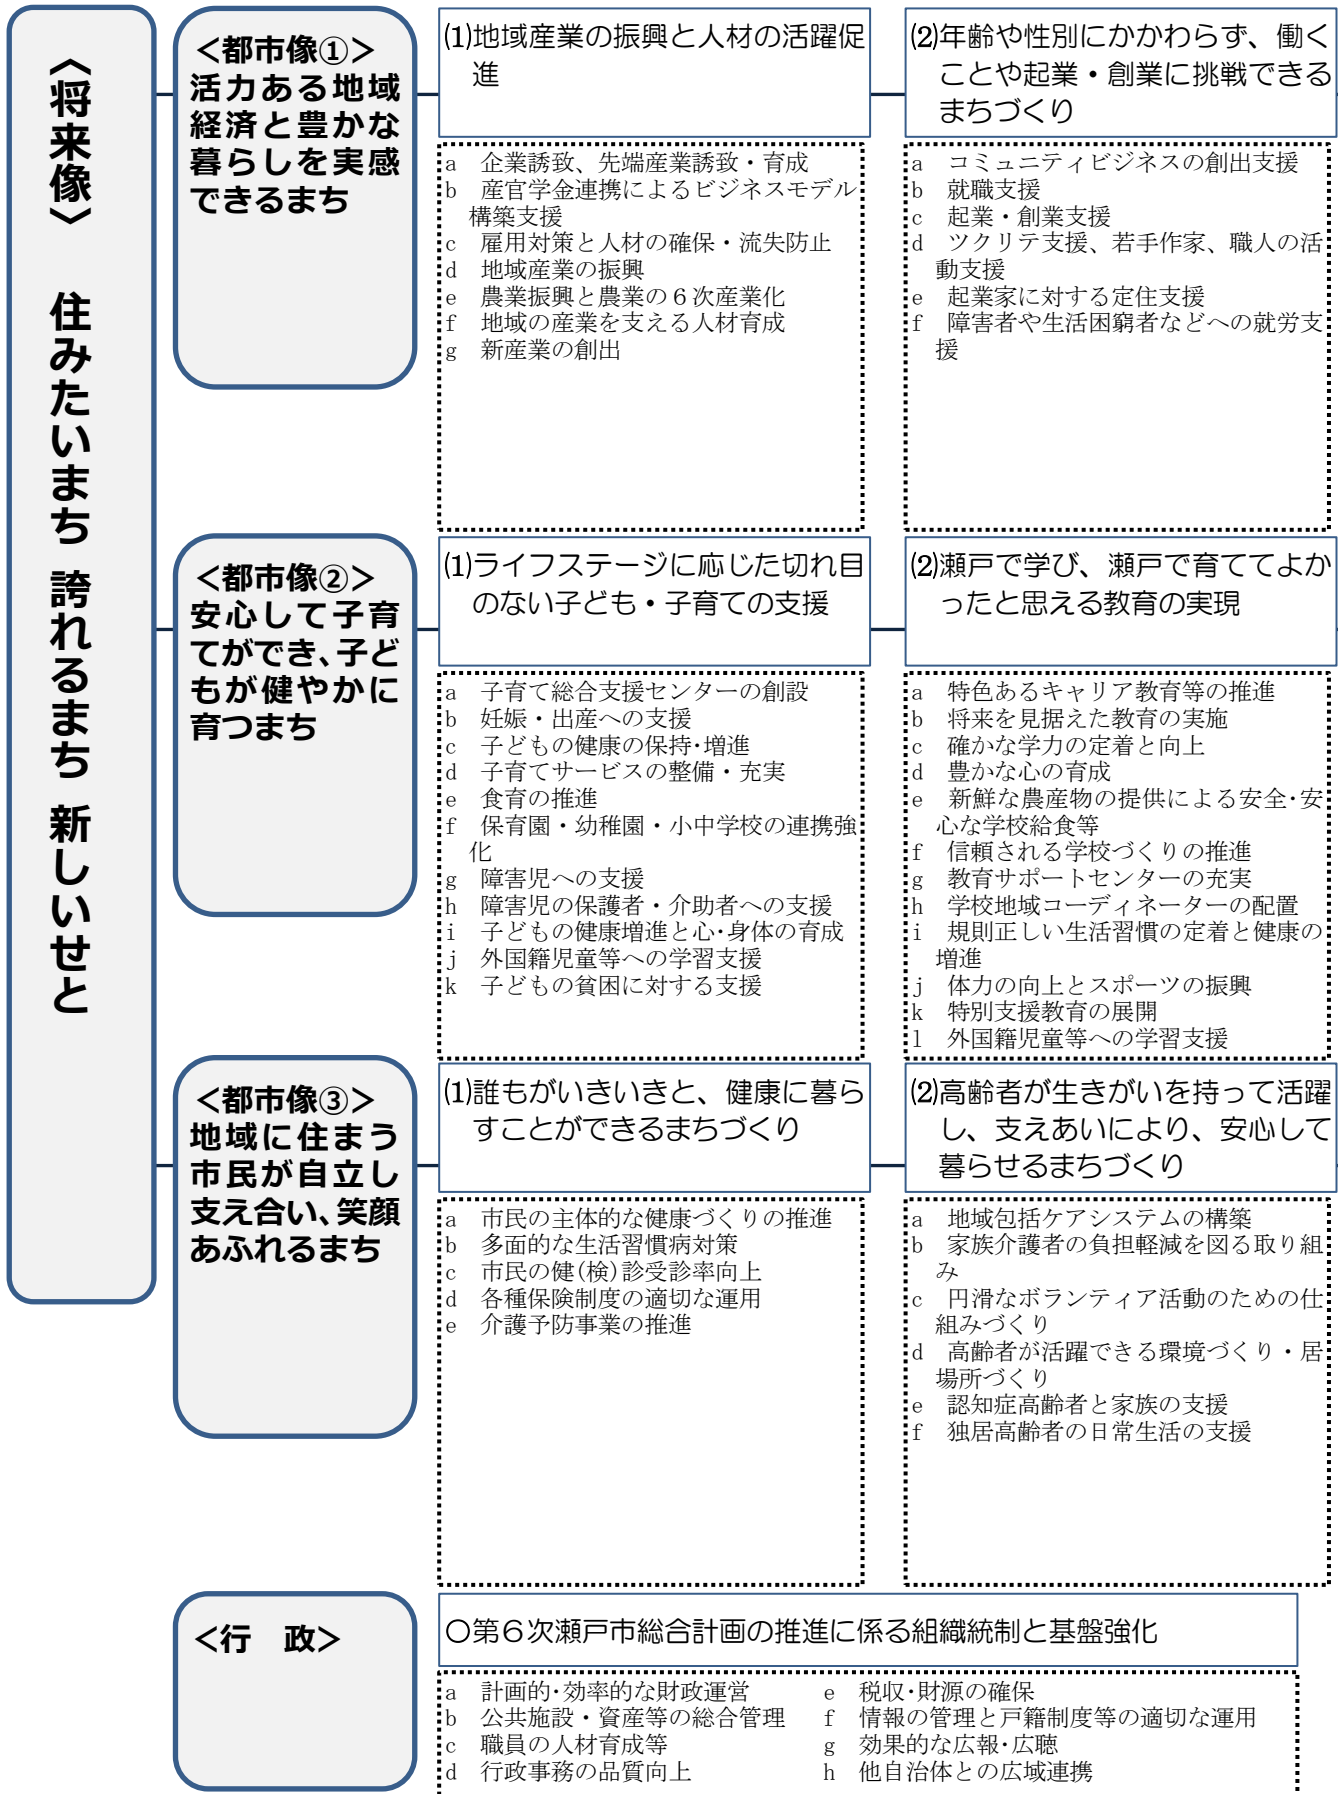 〈将来像〉 住みたいまち 誇れるまち 新しいせと
＜都市像①＞
活力ある地域
経済と豊かな
暮らしを実感
できるまち
⑴地域産業の振興と人材の活躍促
進
a 企業誘致、先端産業誘致・育成
b 産官学金連携によるビジネスモデル
構築支援
c 雇用対策と人材の確保・流失防止
d 地域産業の振興
e 農業振興と農業の６次産業化
f 地域の産業を支える人材育成
g 新産業の創出
⑵年齢や性別にかかわらず、働く
ことや起業・創業に挑戦できる
まちづくり
a コミュニティビジネスの創出支援
b 就職支援
c 起業・創業支援
d ツクリテ支援、若手作家、職人の活
動支援
e 起業家に対する定住支援
f 障害者や生活困窮者などへの就労支
援
＜都市像②＞
安心して子育
てができ、子ど
もが健やかに
育つまち
⑴ライフステージに応じた切れ目
のない子ども・子育ての支援
a 子育て総合支援センターの創設
b 妊娠・出産への支援
c 子どもの健康の保持･増進
d 子育てサービスの整備・充実
e 食育の推進
f 保育園・幼稚園・小中学校の連携強
化
g 障害児への支援
h 障害児の保護者・介助者への支援
i 子どもの健康増進と心･身体の育成
j 外国籍児童等への学習支援
k 子どもの貧困に対する支援
⑵瀬戸で学び、瀬戸で育ててよか
ったと思える教育の実現
a 特色あるキャリア教育等の推進
b 将来を見据えた教育の実施
c 確かな学力の定着と向上
d 豊かな心の育成
e 新鮮な農産物の提供による安全･安
心な学校給食等
f 信頼される学校づくりの推進
g 教育サポートセンターの充実
h 学校地域コーディネーターの配置
i 規則正しい生活習慣の定着と健康の
増進
j 体力の向上とスポーツの振興
k 特別支援教育の展開
l 外国籍児童等への学習支援
＜都市像③＞
地域に住まう
市民が自立し
支え合い、笑顔
あふれるまち
⑴誰もがいきいきと、健康に暮ら
すことができるまちづくり
a 市民の主体的な健康づくりの推進
b 多面的な生活習慣病対策
c 市民の健(検)診受診率向上
d 各種保険制度の適切な運用
e 介護予防事業の推進
⑵高齢者が生きがいを持って活躍
し、支えあいにより、安心して
暮らせるまちづくり
a 地域包括ケアシステムの構築
b 家族介護者の負担軽減を図る取り組
み
c 円滑なボランティア活動のための仕
組みづくり
d 高齢者が活躍できる環境づくり・居
場所づくり
e 認知症高齢者と家族の支援
f 独居高齢者の日常生活の支援
＜行 政＞
○第６次瀬戸市総合計画の推進に係る組織統制と基盤強化
a 計画的･効率的な財政運営
b 公共施設・資産等の総合管理
c 職員の人材育成等
d 行政事務の品質向上
e 税収･財源の確保
f 情報の管理と戸籍制度等の適切な運用
g 効果的な広報･広聴
h 他自治体との広域連携